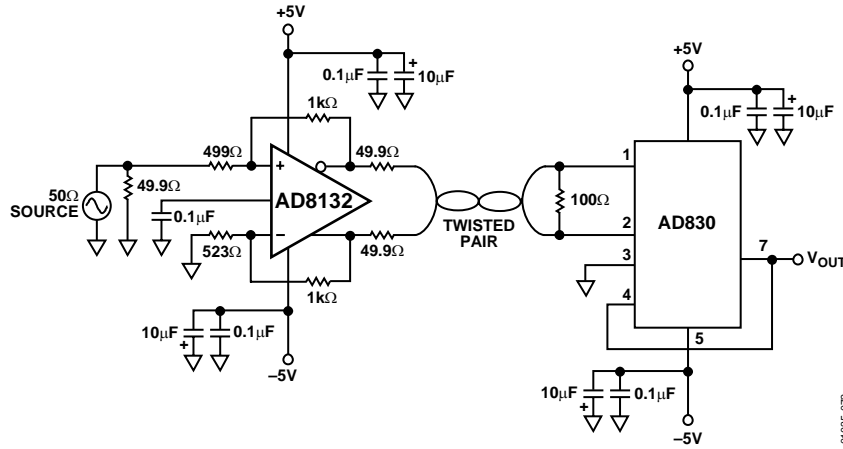 +5V
0.1μF
+
10μF
1kΩ
499Ω
49.9Ω
50Ω
SOURCE
49.9Ω
+
AD8132
0.1μF
−
523Ω
49.9Ω
1kΩ
10μF
+
0.1μF
−5V
TWISTED
PAIR
100Ω
+5V
0.1μF
+
10μF
1
2
3
4
AD830
7
VOUT
5
10μF
+
0.1μF
−5V